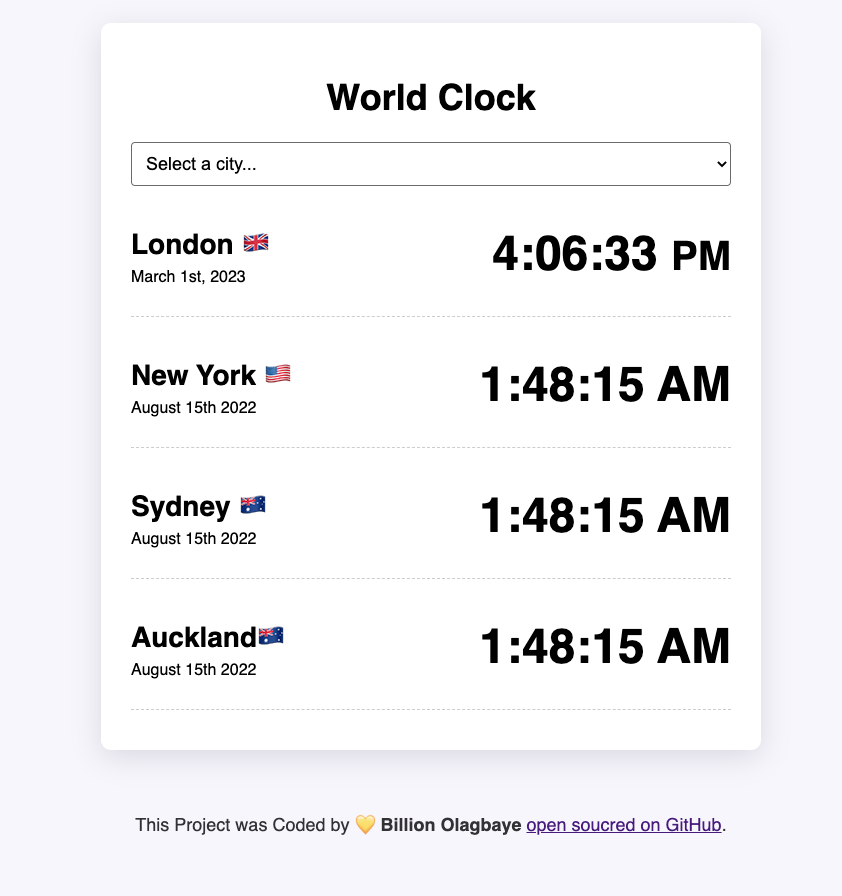 World Clock
Select a city...
London 🇬🇧
4:06:33 PM
March 1st, 2023
New York 🇺🇸
1:48:15 AM
August 15th 2022
Sydney 🇦🇺
1:48:15 AM
August 15th 2022
Auckland🇦🇺
1:48:15 AM
August 15th 2022
This Project was Coded by 💛 Billion Olagbaye open soucred on GitHub.